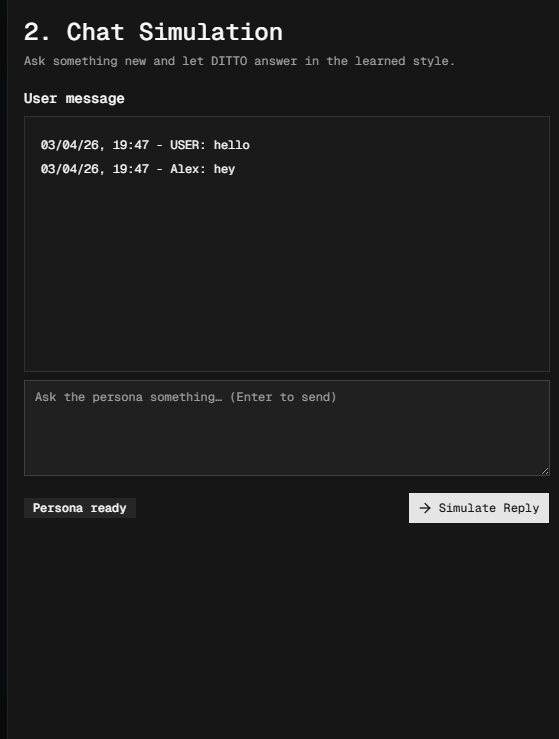 2. Chat Simulation
Ask something new and let DITTO answer in the learned style.
User message
03/04/26, 19:47 - USER: hello
03/04/26, 19:47 - Alex: hey
Ask the persona something… (Enter to send)
Persona ready
→ Simulate Reply